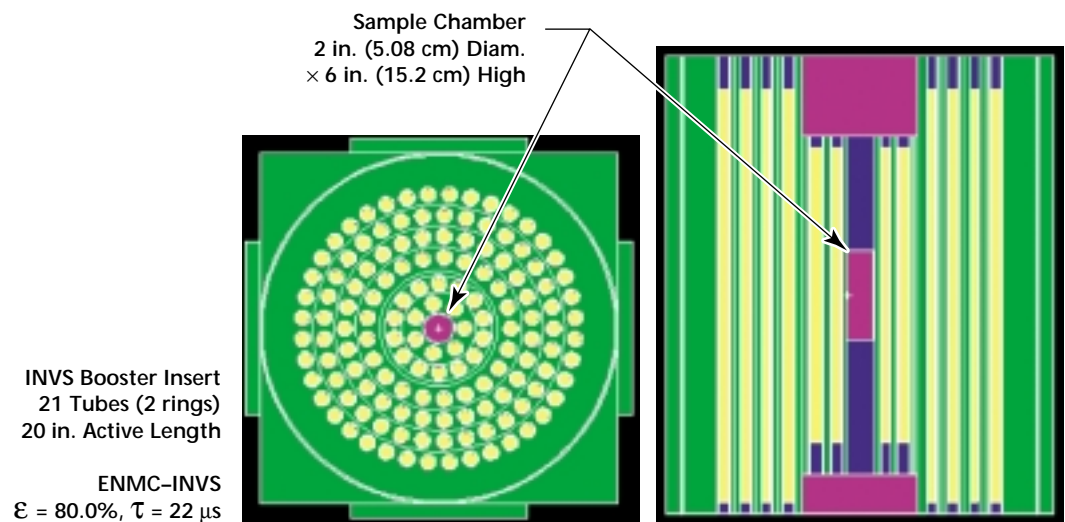 Sample Chamber
2 in. (5.08 cm) Diam.
× 6 in. (15.2 cm) High
INVS Booster Insert
21 Tubes (2 rings)
20 in. Active Length
ENMC–INVS
ε = 80.0%, τ = 22 μs